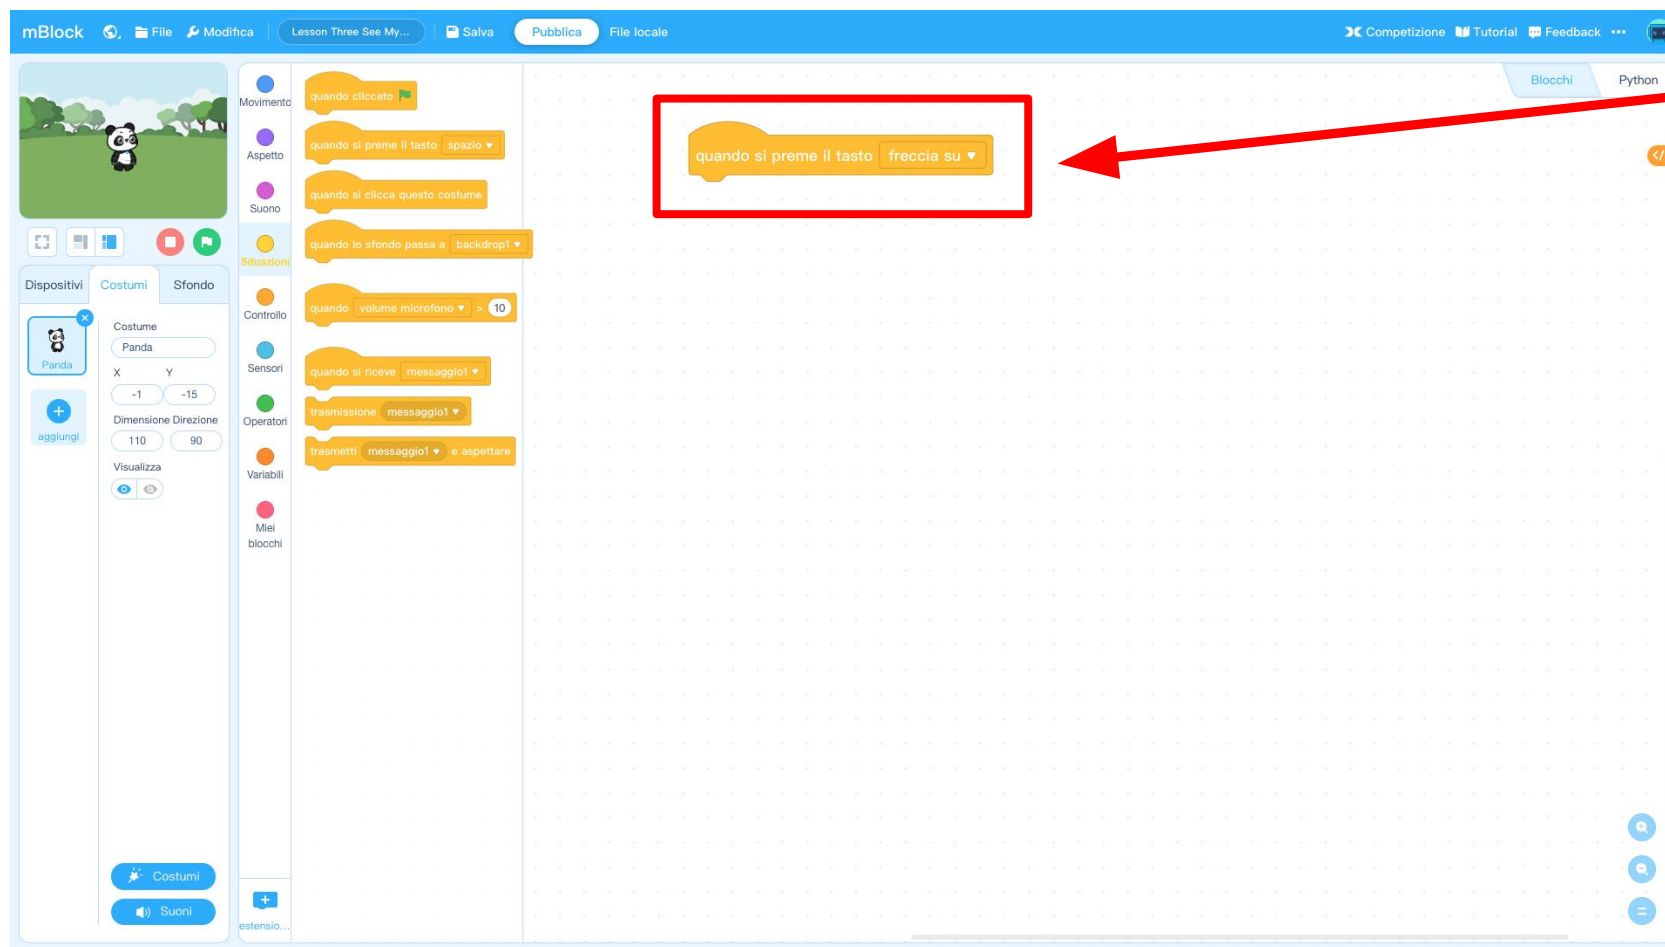 mBlock File Modifica Lesson Three See My... Salva Pubblica File locale Competizione Tutorial Feedback
Blocchi Python
Movimento
Aspetto
Suono
Situazioni
Controllo
Sensori
Operatori
Variabili
Miei
blocchi
estensio...
quando cliccato
quando si preme il tasto spazio
quando si clicca questo costume
quando lo sfondo passa a backdrop1
quando volume microfono > 10
quando si riceve messaggio1
trasmissione messaggio1
trasmetti messaggio1 e aspettare
quando si preme il tasto freccia su
Dispositivi Costumi Sfondo
Panda
aggiungi
Costume
Panda
X Y
-1 -15
Dimensione Direzione
110 90
Visualizza
Costumi
Suoni